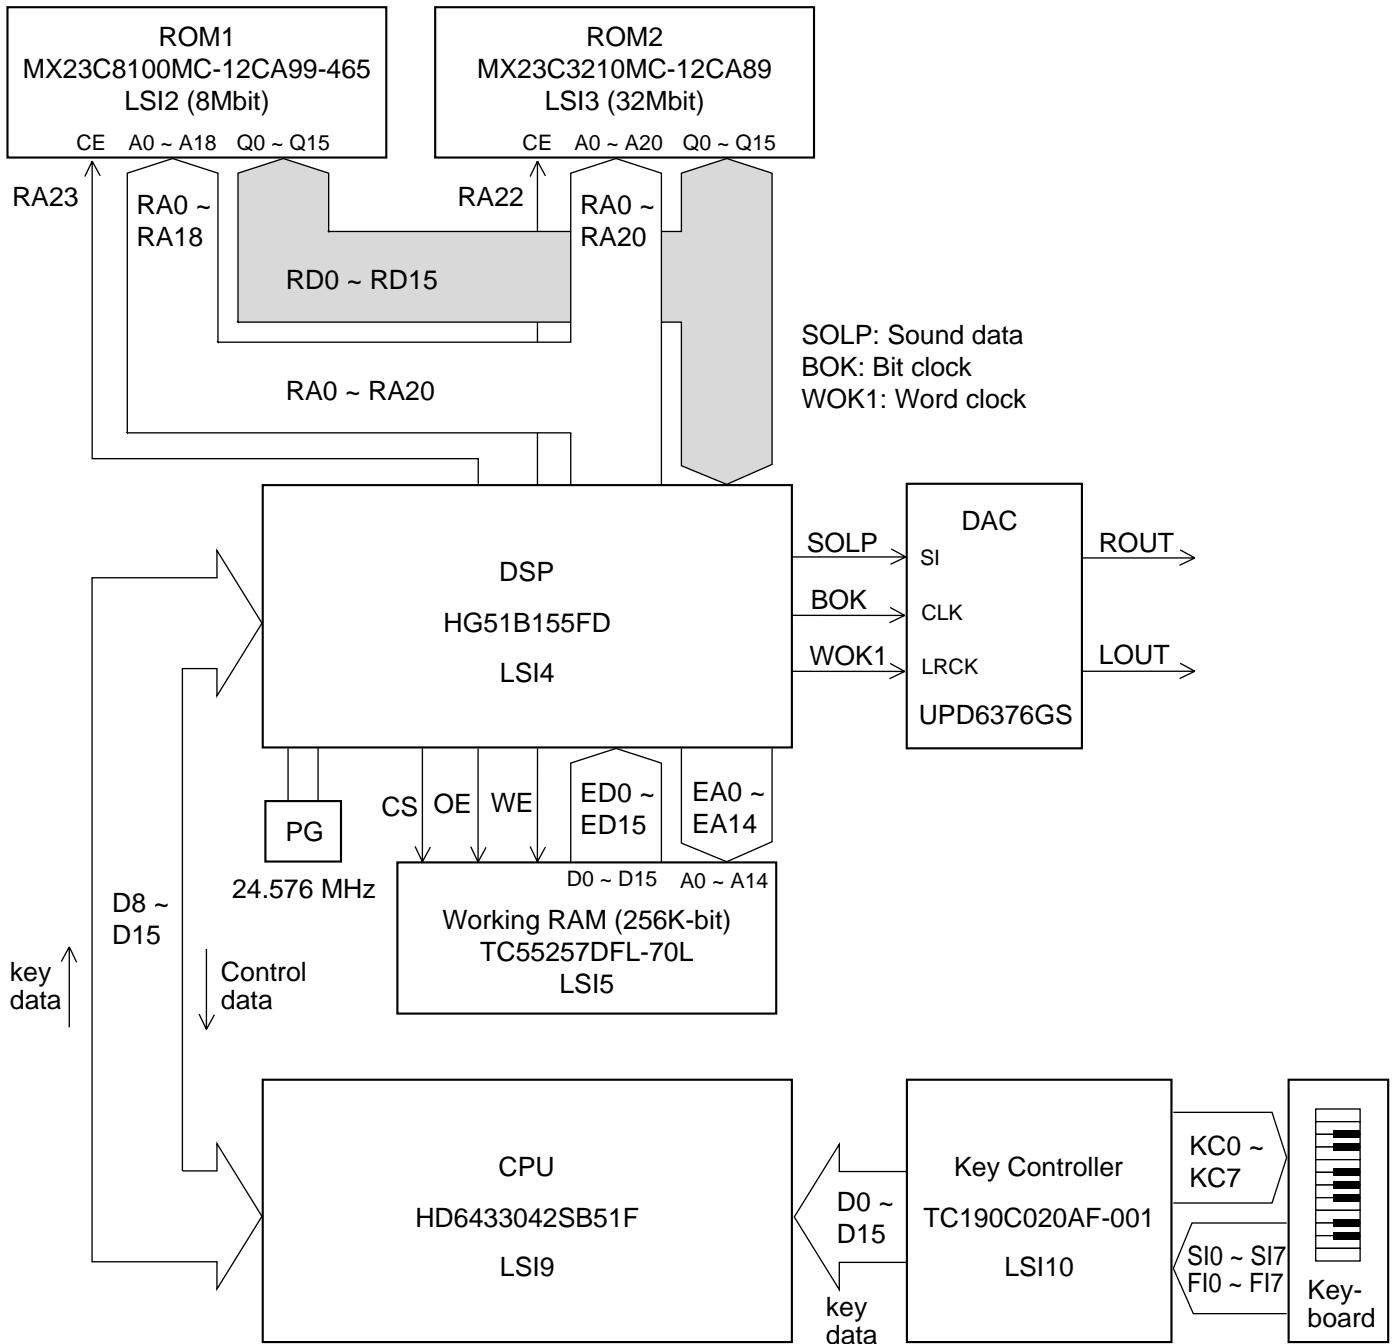 ROM1
MX23C8100MC-12CA99-465
LSI2 (8Mbit)
CE A0 ~ A18 Q0 ~ Q15
ROM2
MX23C3210MC-12CA89
LSI3 (32Mbit)
CE A0 ~ A20 Q0 ~ Q15
RA23
RA0 ~
RA18
RA22
RA0 ~
RA20
RD0 ~ RD15
RA0 ~ RA20
SOLP: Sound data
BOK: Bit clock
WOK1: Word clock
DSP
HG51B155FD
LSI4
SOLP
BOK
WOK1
DAC
SI
CLK
LRCK
UPD6376GS
ROUT
LOUT
PG
24.576 MHz
CS
OE
WE
ED0 ~
ED15
EA0 ~
EA14
D0 ~ D15 A0 ~ A14
Working RAM (256K-bit)
TC55257DFL-70L
LSI5
D8 ~
D15
key
data
Control
data
CPU
HD6433042SB51F
LSI9
D0 ~
D15
key
data
Key Controller
TC190C020AF-001
LSI10
KC0 ~
KC7
SI0 ~ SI7
FI0 ~ FI7
Key-
board